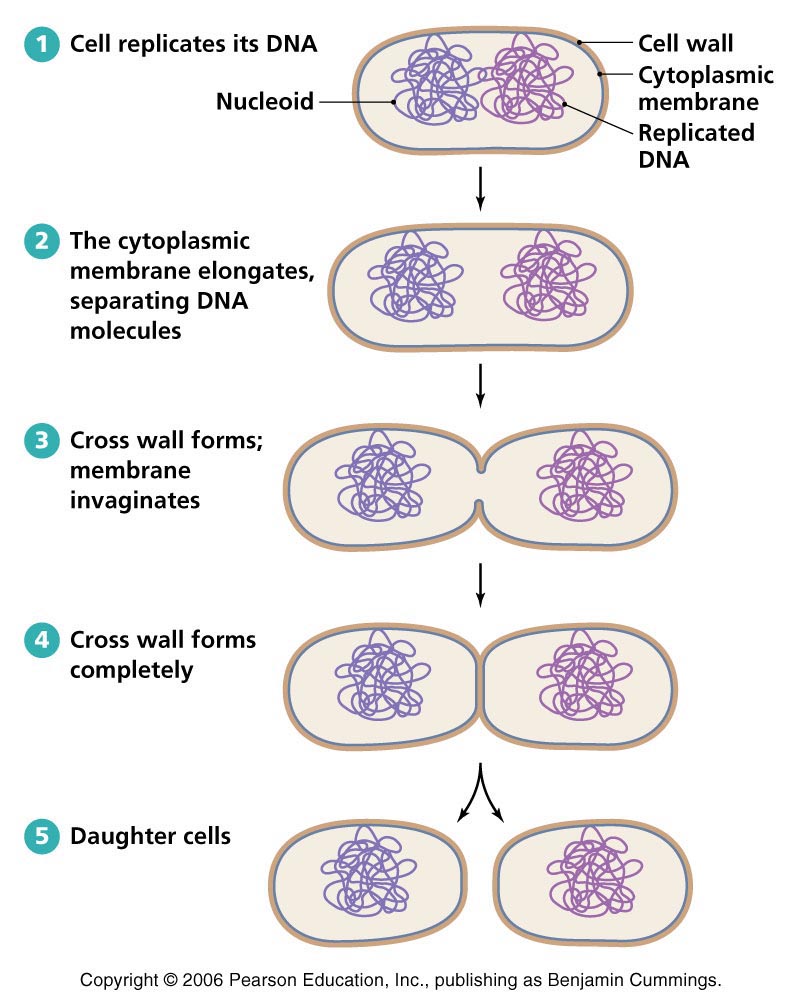 1 Cell replicates its DNA
Cell wall
Cytoplasmic
membrane
Nucleoid
Replicated
DNA
2 The cytoplasmic
membrane elongates,
separating DNA
molecules
3 Cross wall forms;
membrane
invaginates
4 Cross wall forms
completely
5 Daughter cells
Copyright © 2006 Pearson Education, Inc., publishing as Benjamin Cummings.